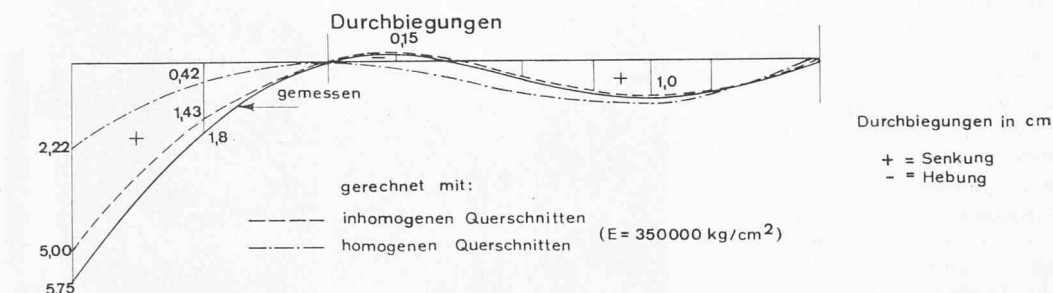 Durchbiegungen
0,15
0,42
+
1,0
gemessen
1,43
1,8
+
2,22
Durchbiegungen in cm
+ = Senkung
- = Hebung
gerechnet mit:
inhomogenen Querschnitten
(E = 350000 kg/cm²)
homogenen Querschnitten
5,00
5,75